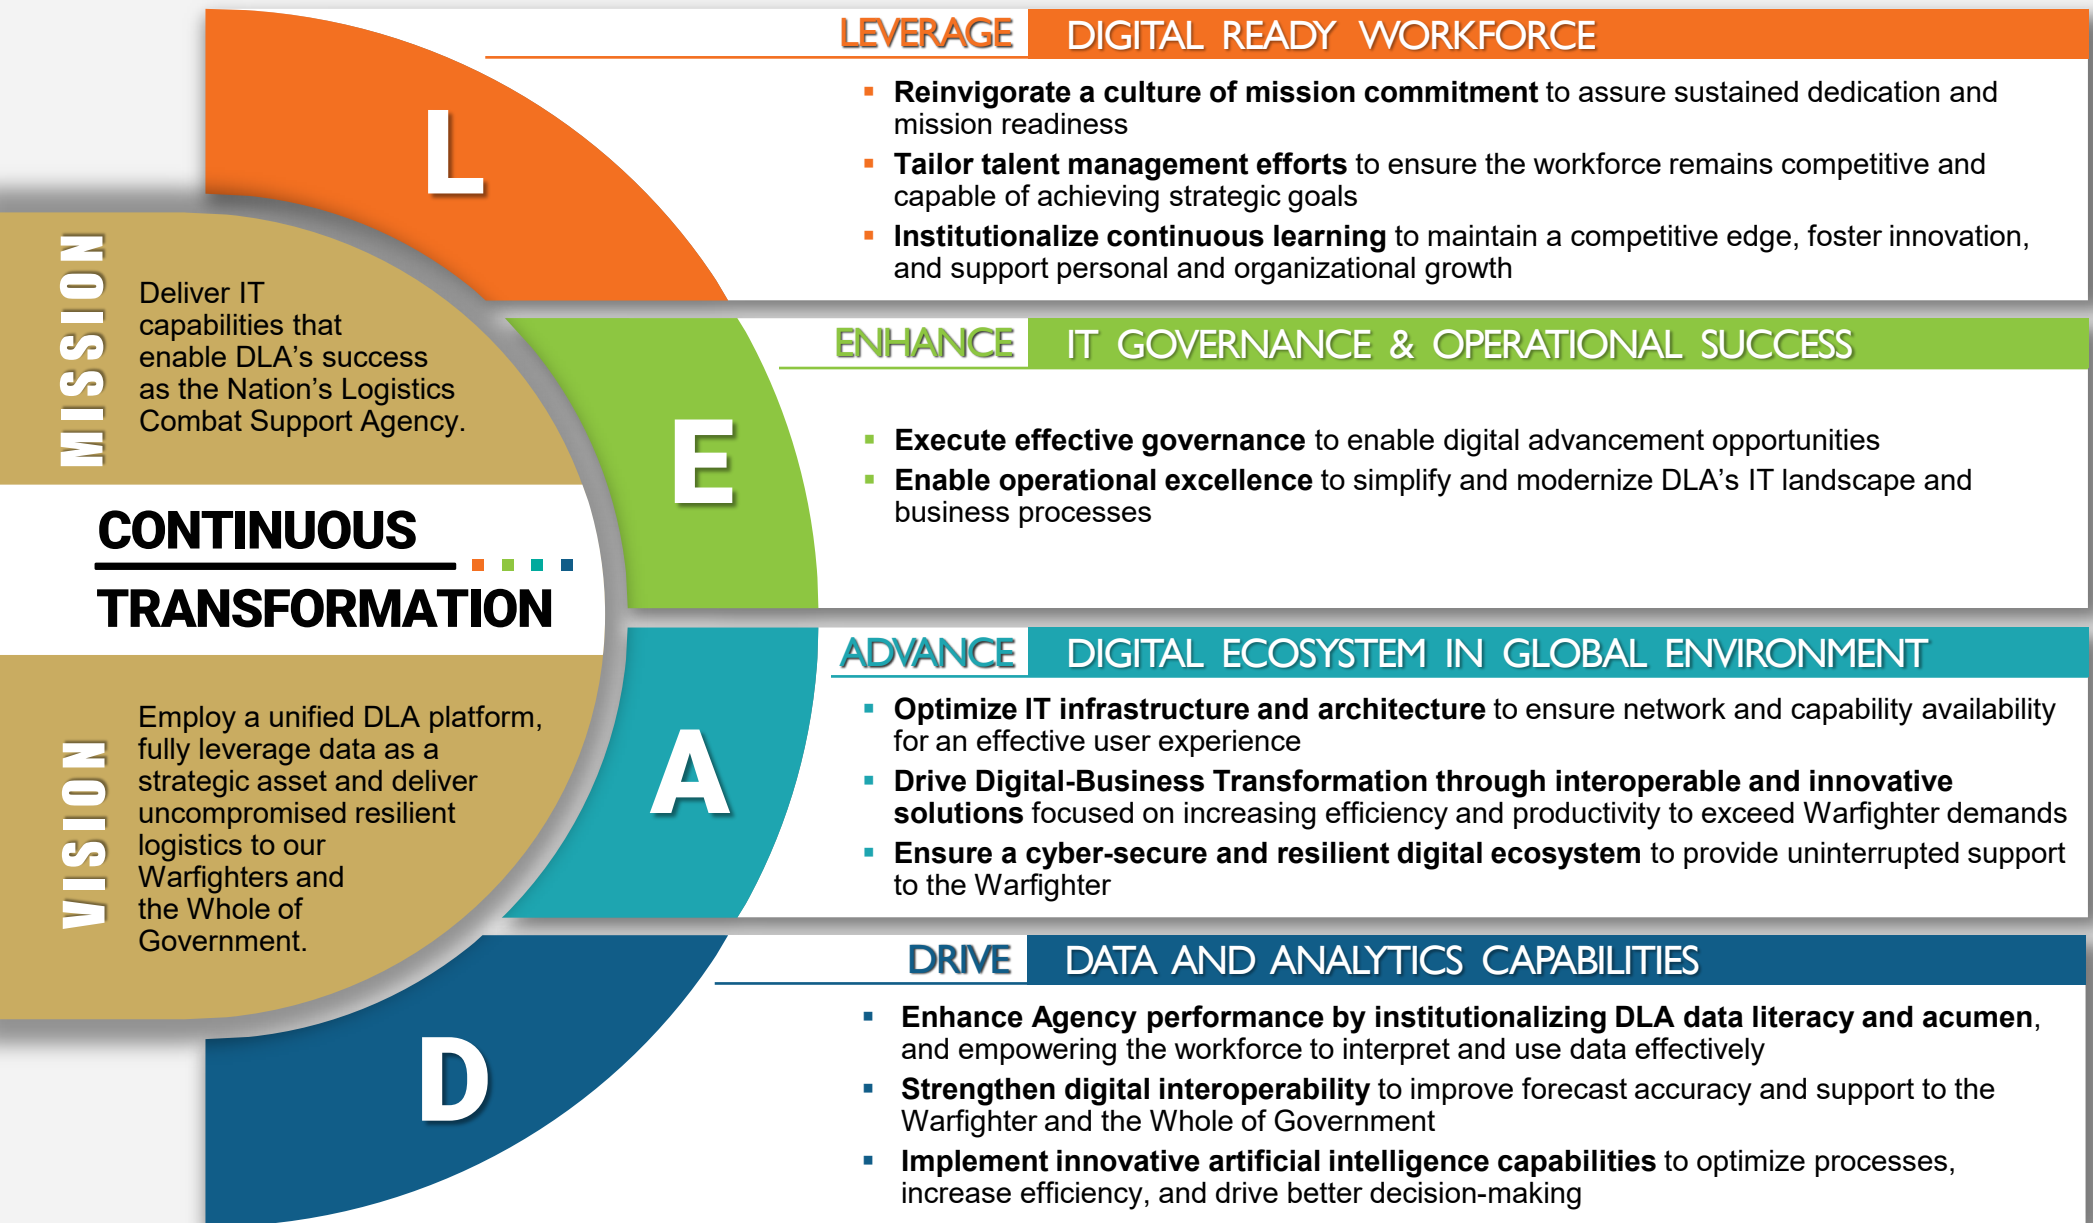 MISSION
Deliver IT
capabilities that
enable DLA’s success
as the Nation’s Logistics
Combat Support Agency.
CONTINUOUS
TRANSFORMATION
VISION
Employ a unified DLA platform,
fully leverage data as a
strategic asset and deliver
uncompromised resilient
logistics to our
Warfighters and
the Whole of
Government.
L
LEVERAGE DIGITAL READY WORKFORCE
▪ Reinvigorate a culture of mission commitment to assure sustained dedication and
mission readiness
▪ Tailor talent management efforts to ensure the workforce remains competitive and
capable of achieving strategic goals
▪ Institutionalize continuous learning to maintain a competitive edge, foster innovation,
and support personal and organizational growth
E
ENHANCE IT GOVERNANCE & OPERATIONAL SUCCESS
▪ Execute effective governance to enable digital advancement opportunities
▪ Enable operational excellence to simplify and modernize DLA’s IT landscape and
business processes
A
ADVANCE DIGITAL ECOSYSTEM IN GLOBAL ENVIRONMENT
▪ Optimize IT infrastructure and architecture to ensure network and capability availability
for an effective user experience
▪ Drive Digital-Business Transformation through interoperable and innovative
solutions focused on increasing efficiency and productivity to exceed Warfighter demands
▪ Ensure a cyber-secure and resilient digital ecosystem to provide uninterrupted support
to the Warfighter
D
DRIVE DATA AND ANALYTICS CAPABILITIES
▪ Enhance Agency performance by institutionalizing DLA data literacy and acumen,
and empowering the workforce to interpret and use data effectively
▪ Strengthen digital interoperability to improve forecast accuracy and support to the
Warfighter and the Whole of Government
▪ Implement innovative artificial intelligence capabilities to optimize processes,
increase efficiency, and drive better decision-making